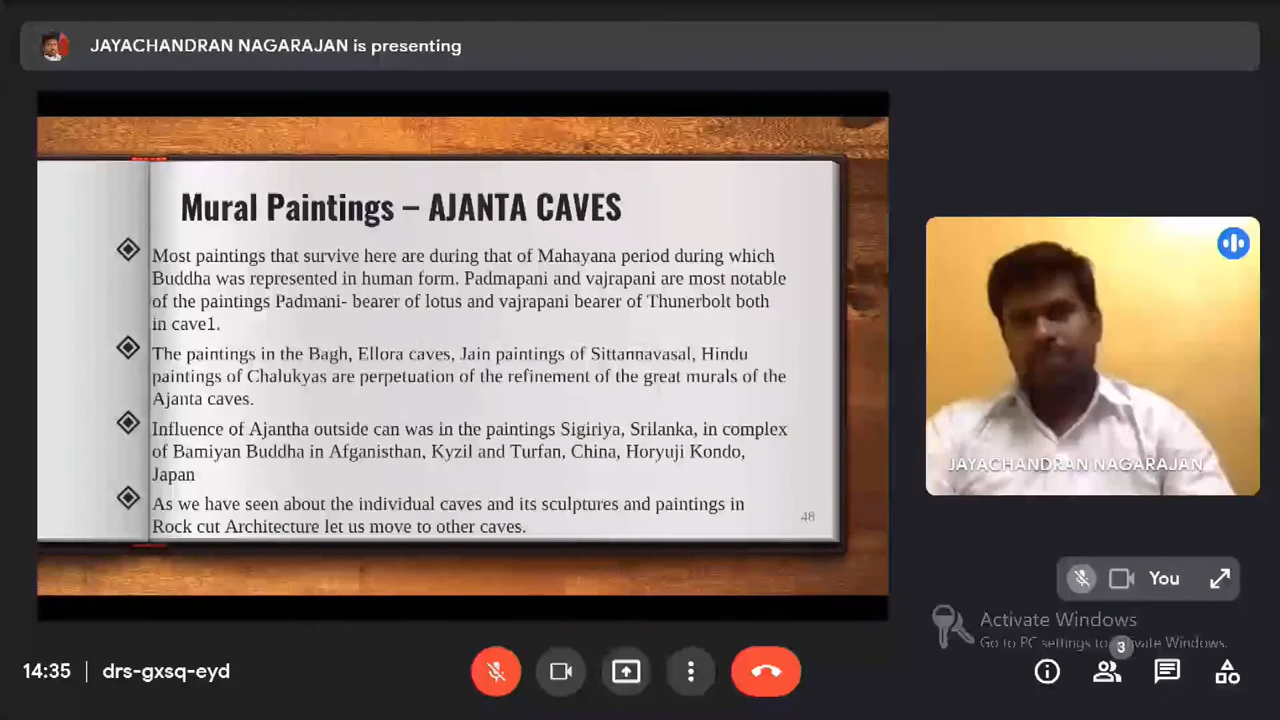 JAYACHANDRAN NAGARAJAN is presenting
Mural Paintings – AJANTA CAVES
Most paintings that survive here are during that of Mahayana period during which
Buddha was represented in human form. Padmapani and vajrapani are most notable
of the paintings Padmani- bearer of lotus and vajrapani bearer of Thunerbolt both
in cave1.
The paintings in the Bagh, Ellora caves, Jain paintings of Sittannavasal, Hindu
paintings of Chalukyas are perpetuation of the refinement of the great murals of the
Ajanta caves.
Influence of Ajantha outside can was in the paintings Sigiriya, Srilanka, in complex
of Bamiyan Buddha in Afganisthan, Kyzil and Turfan, China, Horyuji Kondo,
Japan
As we have seen about the individual caves and its sculptures and paintings in
Rock cut Architecture let us move to other caves.
48
JAYACHANDRAN NAGARAJAN
You
Activate Windows
Go to PC settings to activate Windows.
3
14:35 | drs-gxsq-eyd